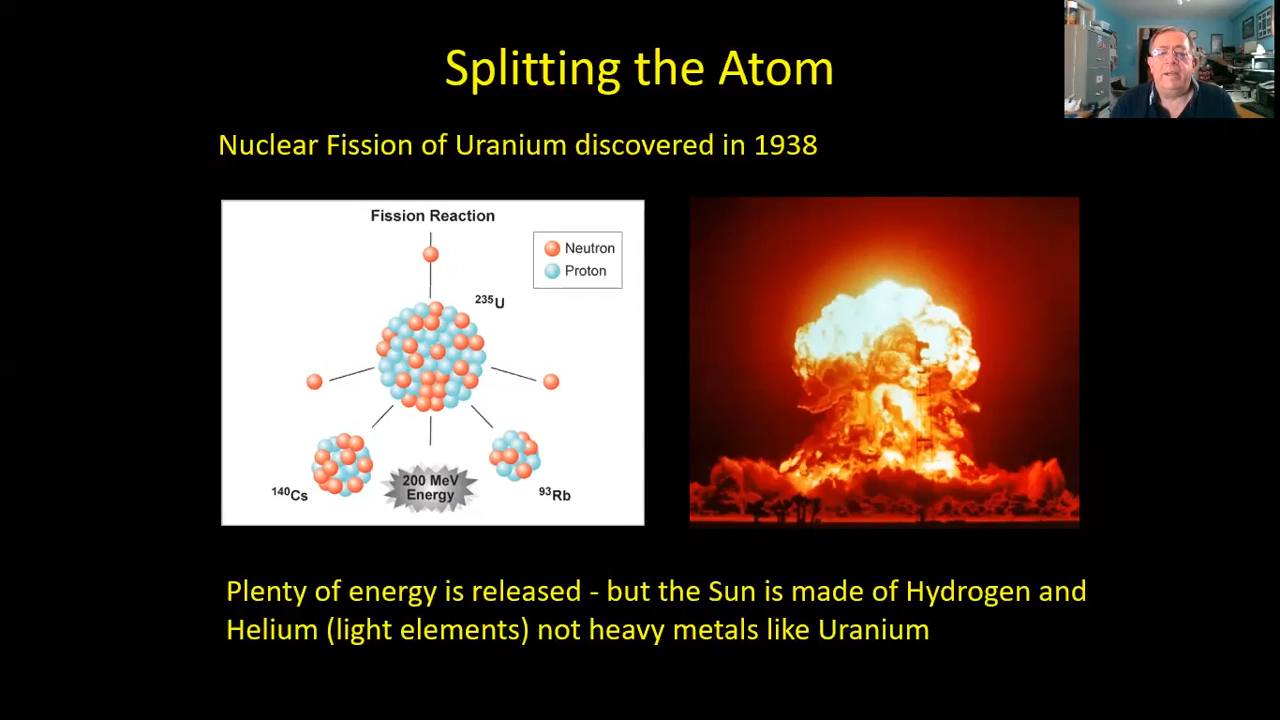 Splitting the Atom
Nuclear Fission of Uranium discovered in 1938
Fission Reaction
Neutron
Proton
²³⁵U
¹⁴⁰Cs
200 MeV
Energy
⁹³Rb
Plenty of energy is released - but the Sun is made of Hydrogen and
Helium (light elements) not heavy metals like Uranium